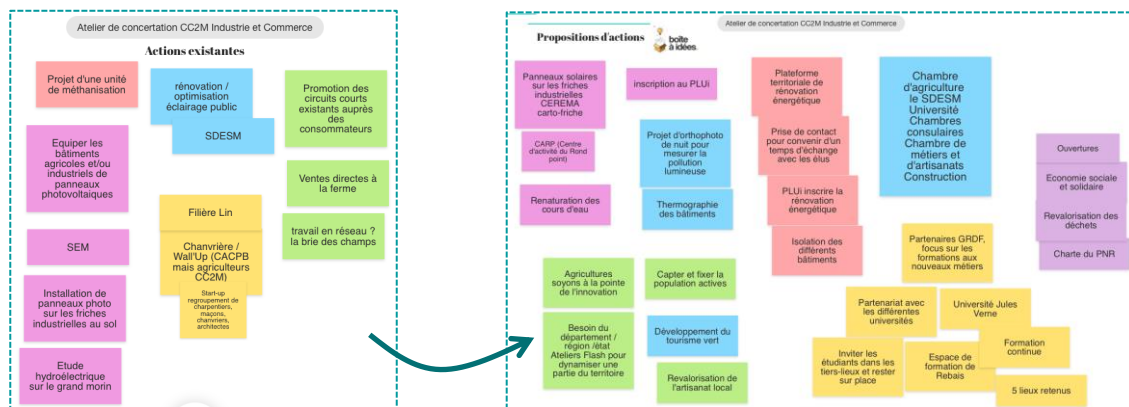 Atelier de concertation CC2M Industrie et Commerce
Actions existantes
Projet d'une unité
de méthanisation
rénovation /
optimisation
éclairage public
SDESM
Promotion des
circuits courts
existants auprès
des
consommateurs
Equiper les
bâtiments
agricoles et/ou
industriels de
panneaux
photovoltaiques
Ventes directes à
la ferme
Filière Lin
travail en réseau ?
la brie des champs
SEM
Chanvrière /
Wall'Up (CACPB
mais agriculteurs
CC2M)
Start-up
regroupement de
charpentiers,
maçons,
chanvriers,
architectes
Installation de
panneaux photo
sur les friches
industrielles au sol
Etude
hydroélectrique
sur le grand morin
Atelier de concertation CC2M Industrie et Commerce
Propositions d'actions
boîte
à idées.
Panneaux solaires
sur les friches
industrielles
CEREMA
carto-friche
inscription au PLUi
Plateforme
territoriale de
rénovation
énergétique
Chambre
d'agriculture
le SDESM
Université
Chambres
consulaires
Chambre de
métiers et
d'artisanats
Construction
CARP (Centre
d'activité du Rond
point)
Projet d'orthophoto
de nuit pour
mesurer la
pollution
lumineuse
Prise de contact
pour convenir d'un
temps d'échange
avec les élus
Ouvertures
Economie sociale
et solidaire
Renaturation des
cours d'eau
Thermographie
des bâtiments
PLUi inscrire la
rénovation
énergétique
Revalorisation des
déchets
Isolation des
différents
bâtiments
Partenaires GRDF,
focus sur les
formations aux
nouveaux métiers
Charte du PNR
Agricultures
soyons à la pointe
de l'innovation
Capter et fixer la
population actives
Partenariat avec
les différentes
universités
Université Jules
Verne
Besoin du
département /
région /état
Ateliers Flash pour
dynamiser une
partie du territoire
Développement du
tourisme vert
Formation
continue
Inviter les
étudiants dans les
tiers-lieux et rester
sur place
Espace de
formation de
Rebais
Revalorisation de
l'artisanat local
5 lieux retenus